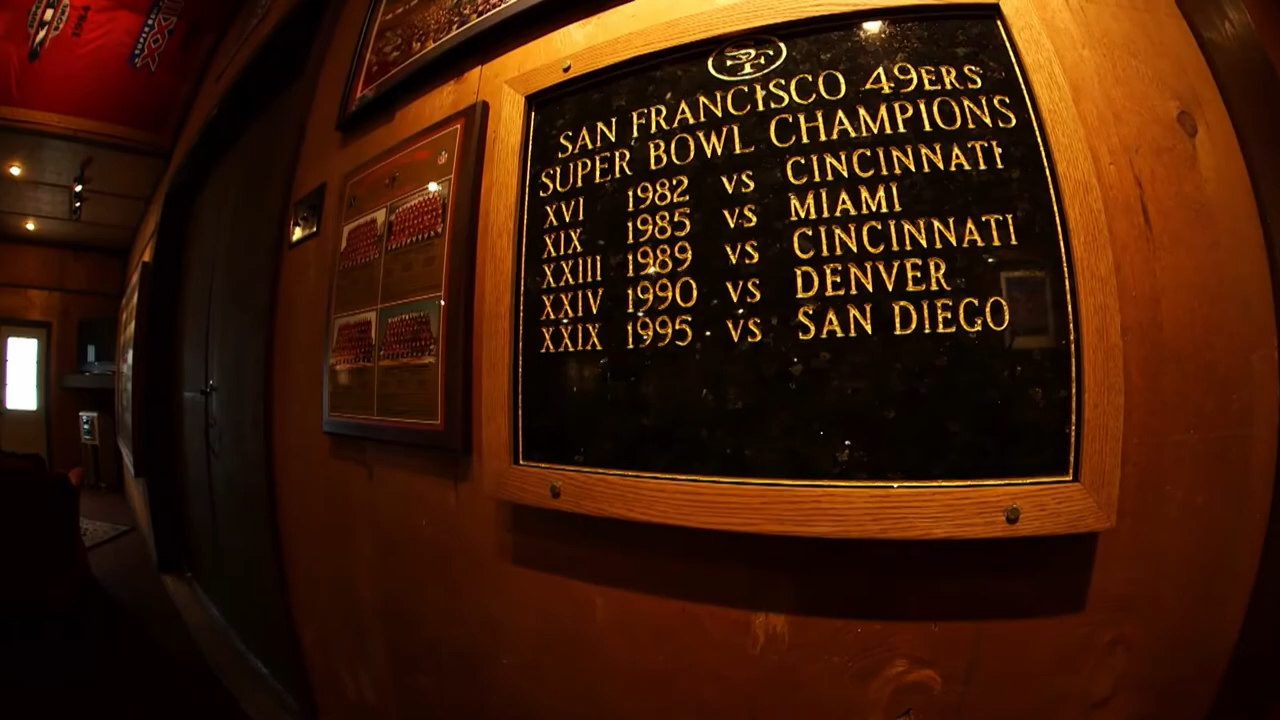 SF
SAN FRANCISCO 49ERS
SUPER BOWL CHAMPIONS
XVI 1982 VS CINCINNATI
XIX 1985 VS MIAMI
XXIII 1989 VS CINCINNATI
XXIV 1990 VS DENVER
XXIX 1995 VS SAN DIEGO
1984